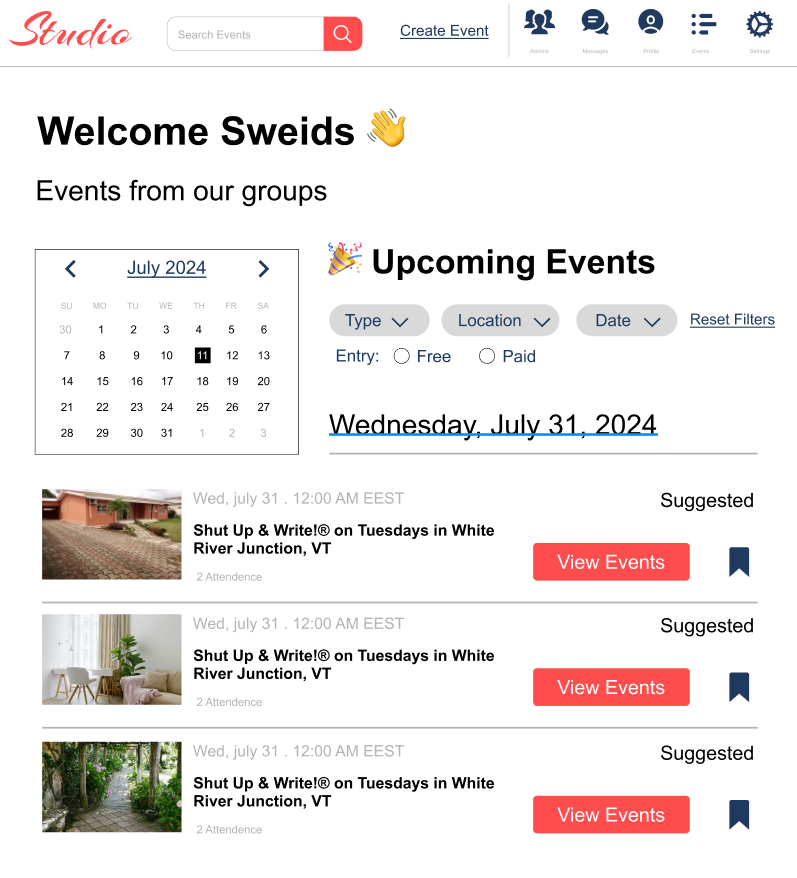 Studio
Search Events
Create Event
Admins
Messages
Profile
Events
Settings
Welcome Sweids 👋
Events from our groups
July 2024
SU MO TU WE TH FR SA
30 1 2 3 4 5 6
7 8 9 10 11 12 13
14 15 16 17 18 19 20
21 22 23 24 25 26 27
28 29 30 31 1 2 3
🎉 Upcoming Events
Type
Location
Date
Reset Filters
Entry: Free Paid
Wednesday, July 31, 2024
Wed, july 31 . 12:00 AM EEST
Suggested
Shut Up & Write!® on Tuesdays in White
River Junction, VT
2 Attendence
View Events
Wed, july 31 . 12:00 AM EEST
Suggested
Shut Up & Write!® on Tuesdays in White
River Junction, VT
2 Attendence
View Events
Wed, july 31 . 12:00 AM EEST
Suggested
Shut Up & Write!® on Tuesdays in White
River Junction, VT
2 Attendence
View Events